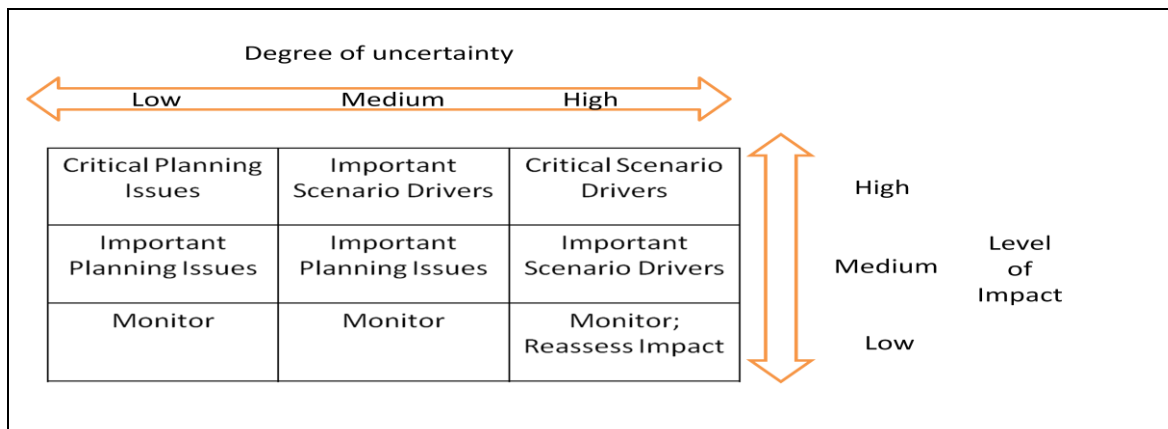 Degree of uncertainty
Low Medium High
Critical Planning
Issues
Important
Scenario Drivers
Critical Scenario
Drivers
High
Important
Planning Issues
Important
Planning Issues
Important
Scenario Drivers
Medium
Level
of
Impact
Monitor
Monitor
Monitor;
Reassess Impact
Low